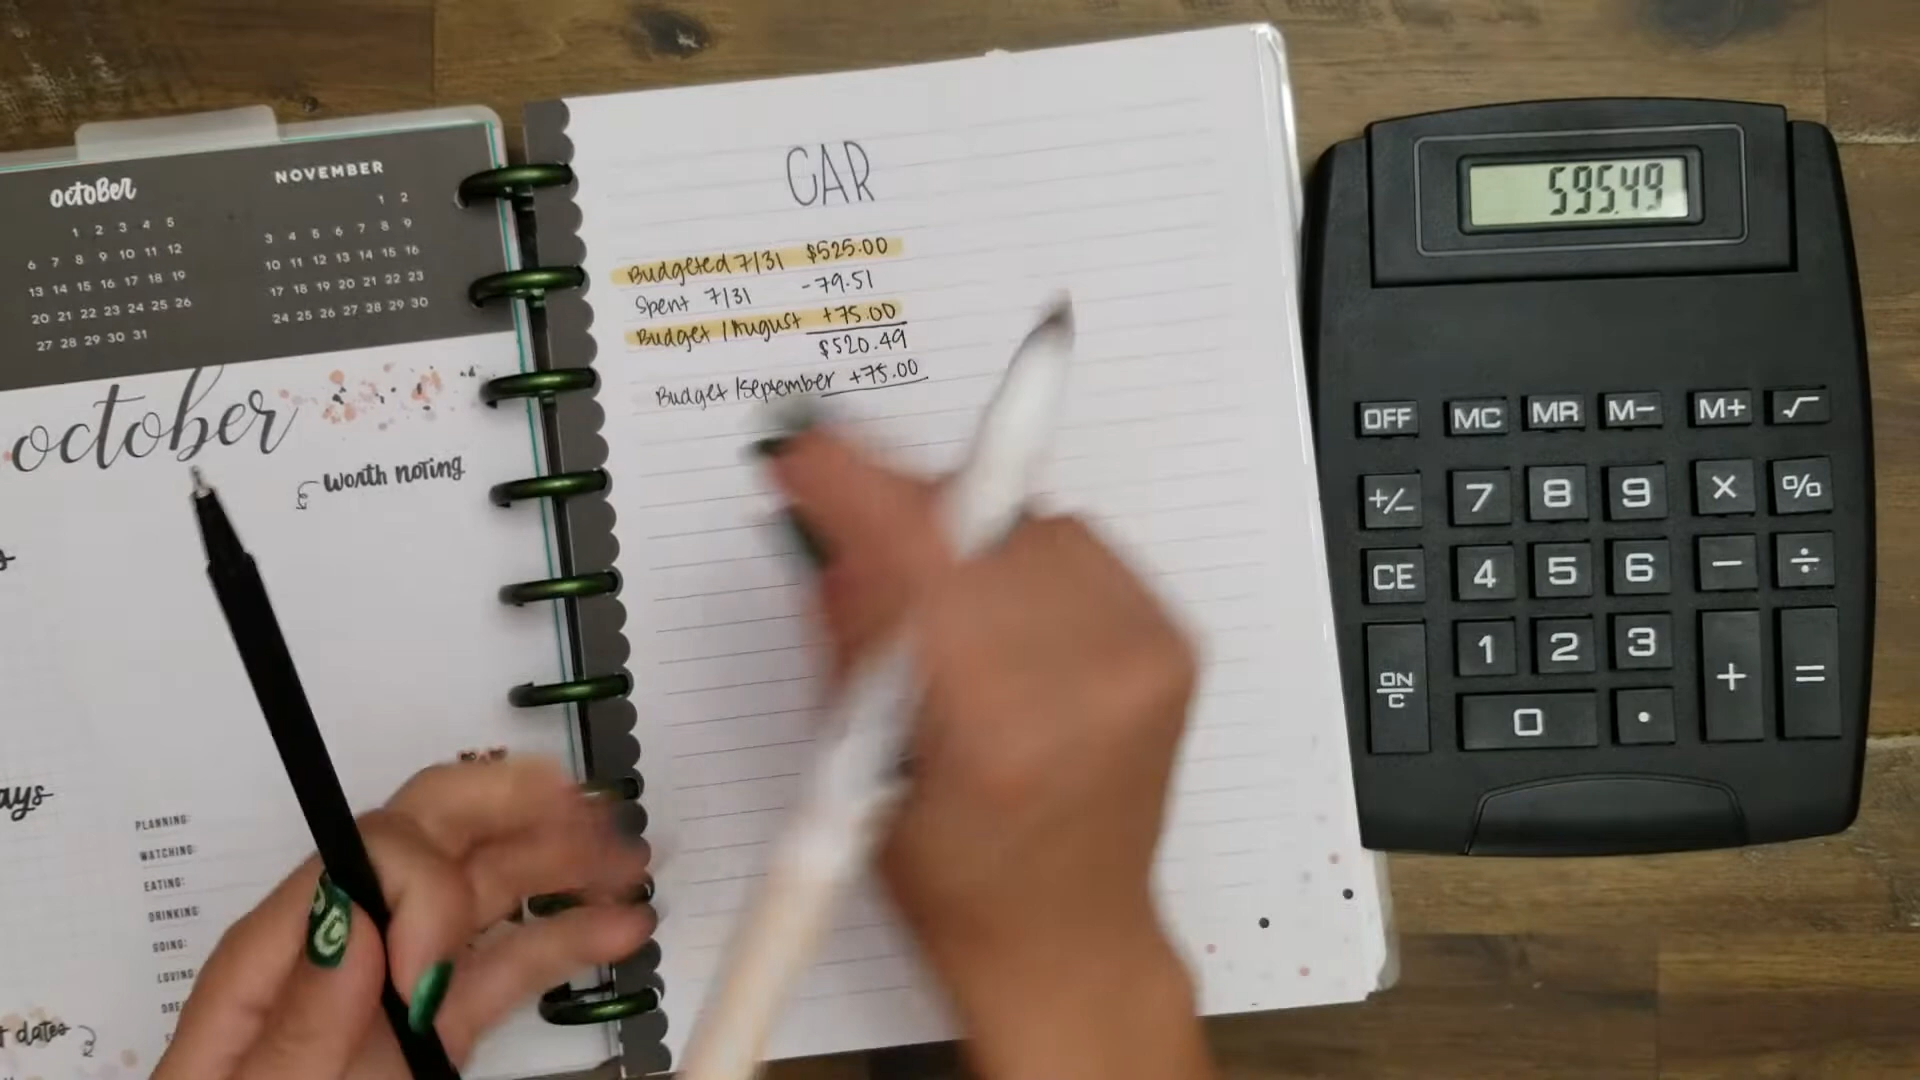 october
1 2 3 4 5
6 7 8 9 10 11 12
13 14 15 16 17 18 19
20 21 22 23 24 25 26
27 28 29 30 31
NOVEMBER
1 2
3 4 5 6 7 8 9
10 11 12 13 14 15 16
17 18 19 20 21 22 23
24 25 26 27 28 29 30
october
worth noting
PLANNING:
WATCHING:
EATING:
DRINKING:
GOING:
LOVING:
dates
CAR
Budgeted 7/31 $525.00
Spent 7/31 -79.51
Budget /August +75.00
$520.49
Budget /September +75.00
595.49
OFF MC MR M− M+ √
+/− 7 8 9 × %
CE 4 5 6 − ÷
ON/C 1 2 3 + =
0 .